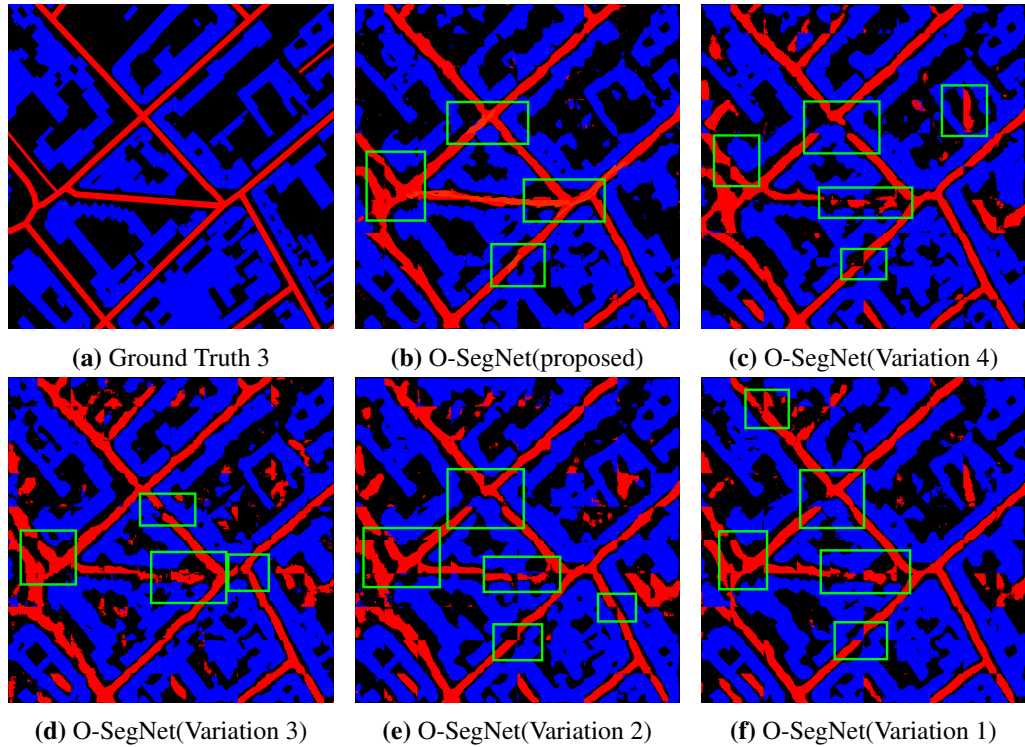 (a) Ground Truth 3
(b) O-SegNet(proposed)
(c) O-SegNet(Variation 4)
(d) O-SegNet(Variation 3)
(e) O-SegNet(Variation 2)
(f) O-SegNet(Variation 1)